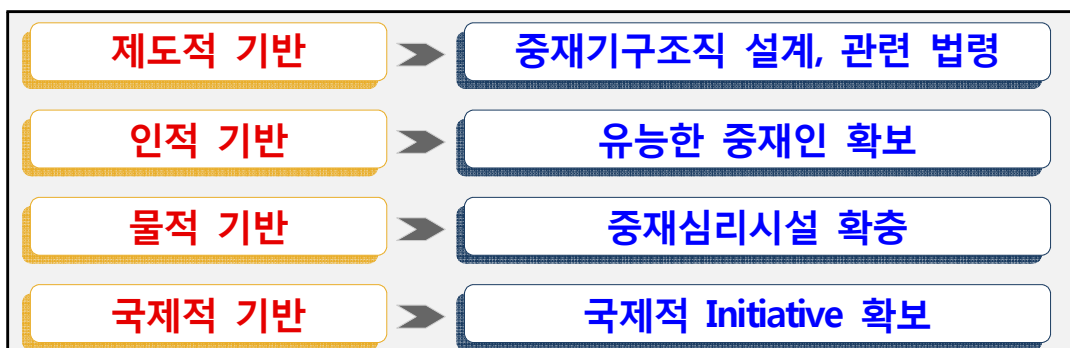 제도적 기반
중재기구조직 설계, 관련 법령
인적 기반
유능한 중재인 확보
물적 기반
중재심리시설 확충
국제적 기반
국제적 Initiative 확보